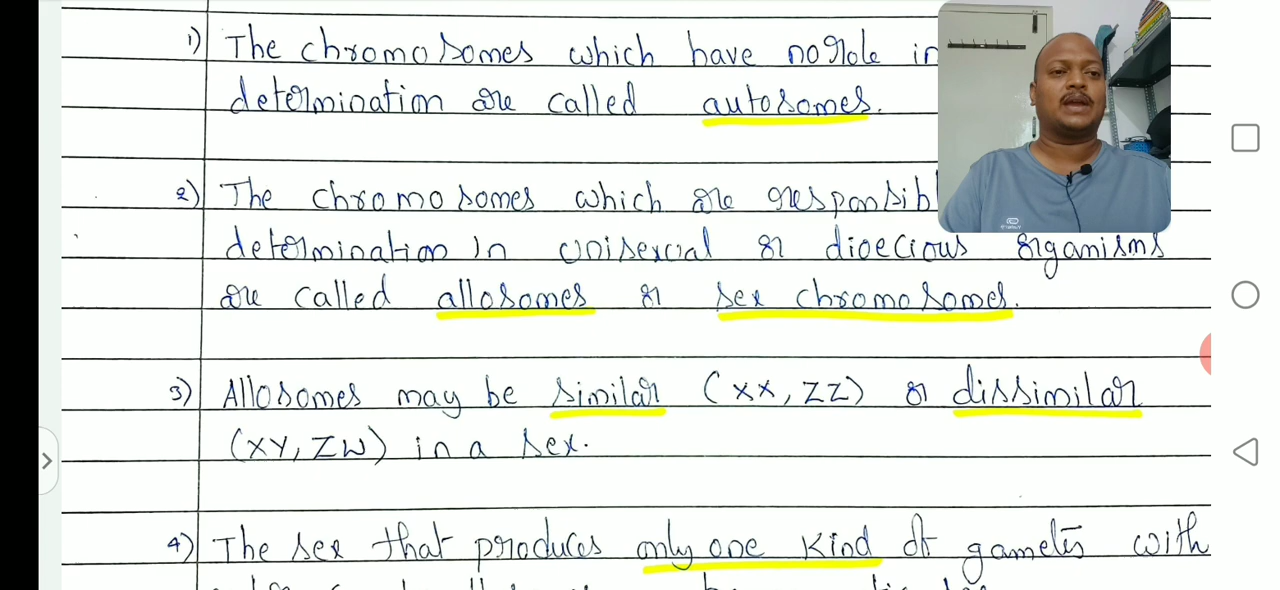 1) The chromosomes which have no role in
determination are called autosomes.
2) The chromosomes which are responsib
determination in unisexual or dioecious organisms
are called allosomes or sex chromosomes.
3) Allosomes may be similar (XX, ZZ) or dissimilar
(XY, ZW) in a sex.
4) The sex that produces only one kind of gametes with